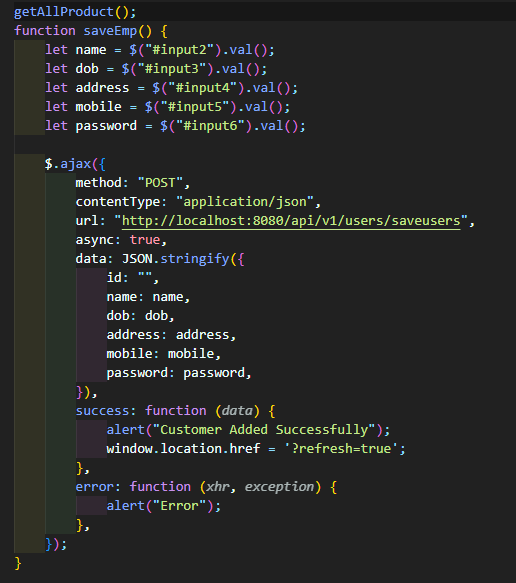 getAllProduct();
function saveEmp() {
let name = $("#input2").val();
let dob = $("#input3").val();
let address = $("#input4").val();
let mobile = $("#input5").val();
let password = $("#input6").val();
$.ajax({
method: "POST",
contentType: "application/json",
url: "http://localhost:8080/api/v1/users/saveusers",
async: true,
data: JSON.stringify({
id: "",
name: name,
dob: dob,
address: address,
mobile: mobile,
password: password,
}),
success: function (data) {
alert("Customer Added Successfully");
window.location.href = '?refresh=true';
},
error: function (xhr, exception) {
alert("Error");
},
});
}